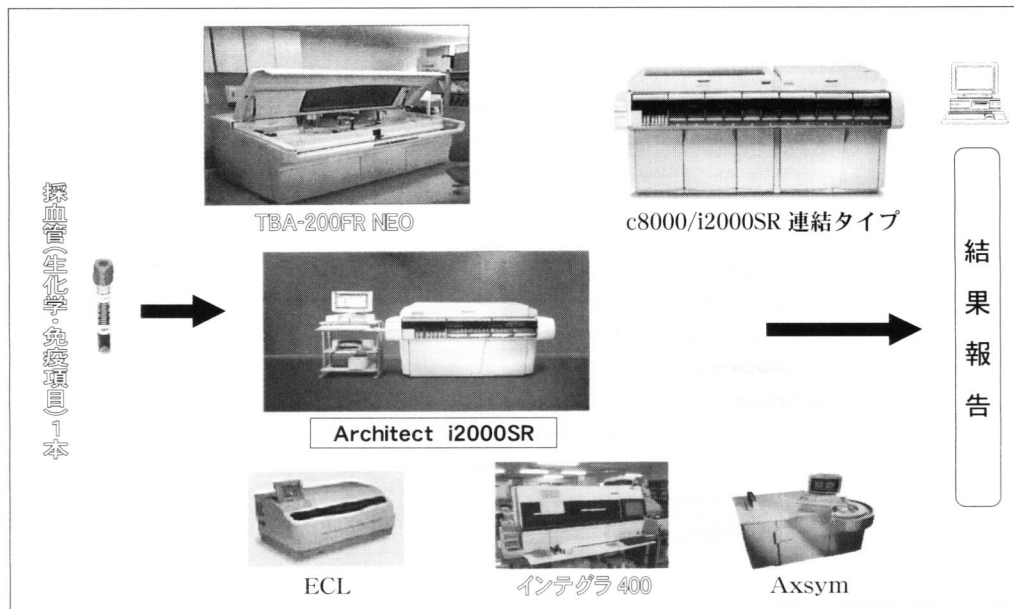 採血管(生化学・免疫項目)1本
TBA-200FR NEO
c8000/i2000SR 連結タイプ
Architect i2000SR
ECL
インテグラ 400
Axsym
結果報告